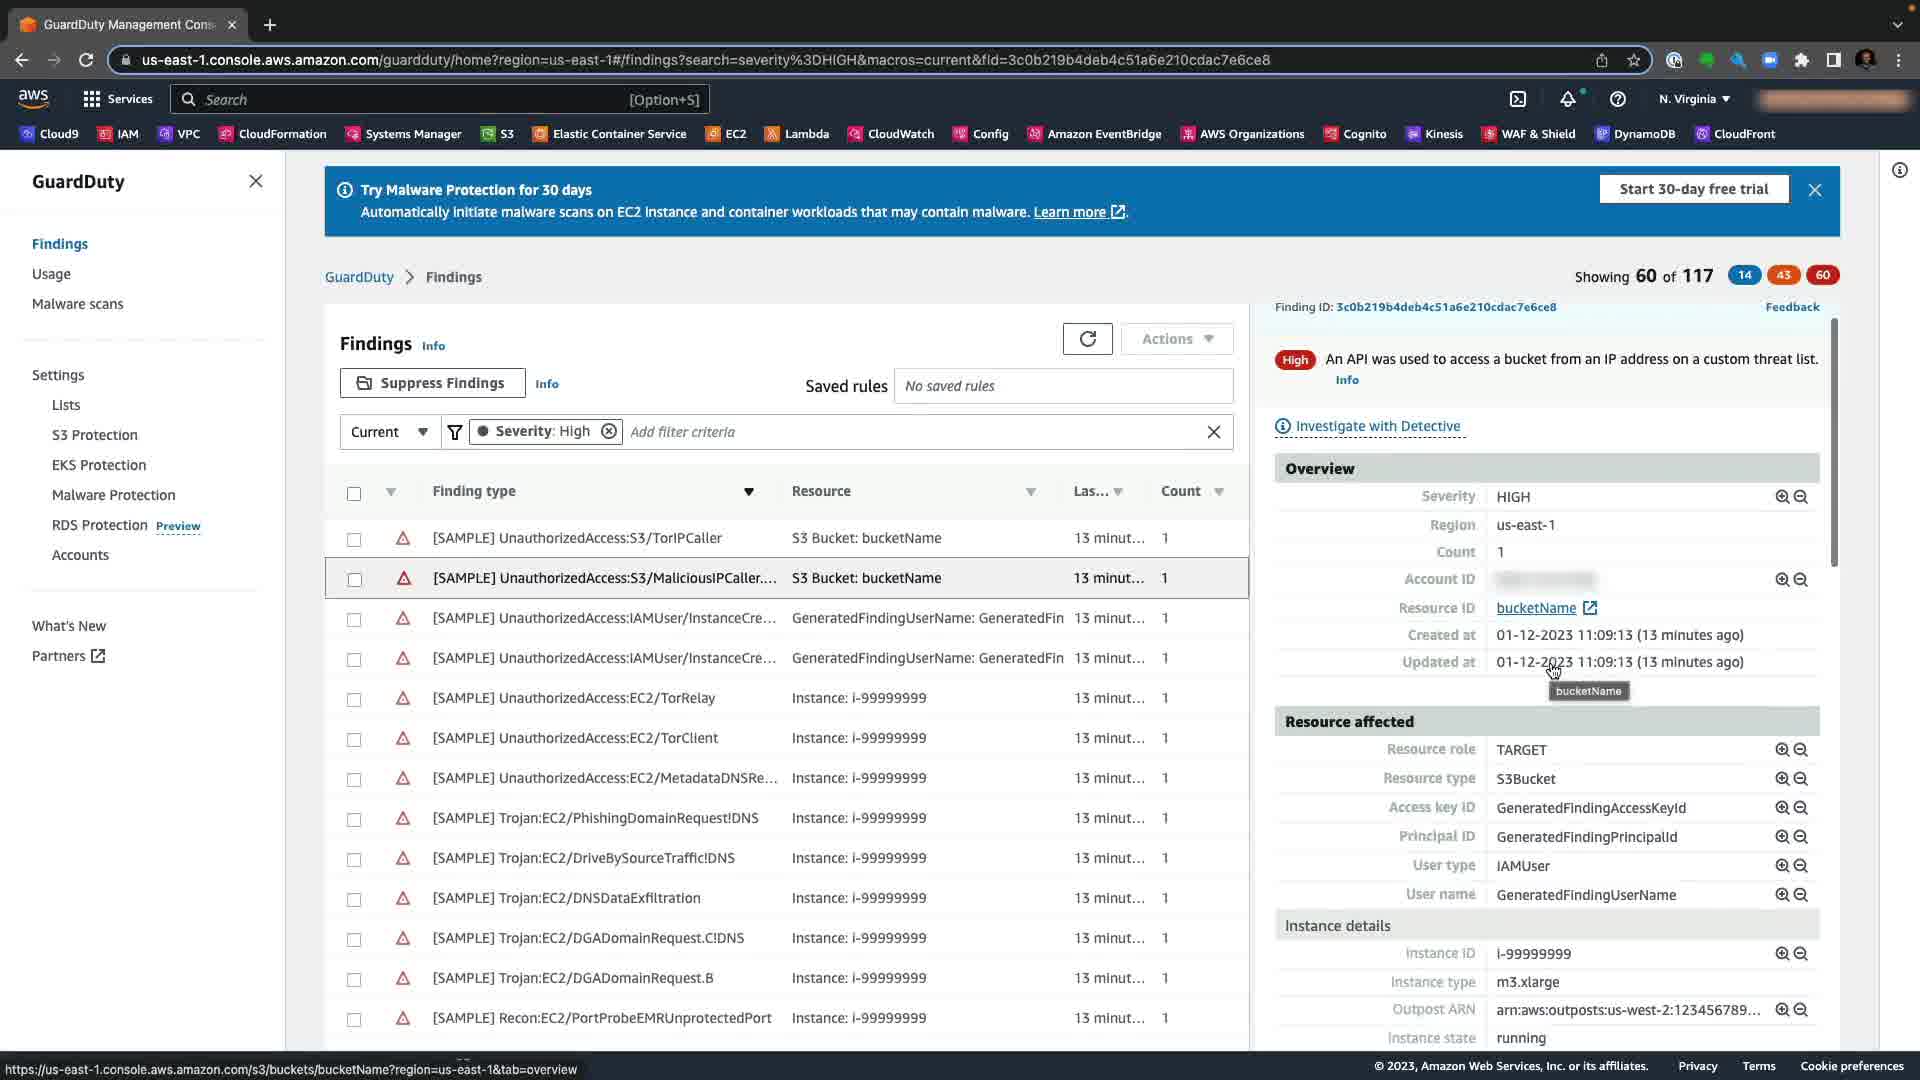 GuardDuty Management Cons
us-east-1.console.aws.amazon.com/guardduty/home?region=us-east-1#/findings?search=severity%3DHIGH&macros=current&fId=3c0b219b4deb4c51a6e210cdac7e6ce8
aws Services Search [Option+S] N. Virginia
Cloud9 IAM VPC CloudFormation Systems Manager S3 Elastic Container Service EC2 Lambda CloudWatch Config Amazon EventBridge AWS Organizations Cognito Kinesis WAF & Shield DynamoDB CloudFront
GuardDuty
Findings
Usage
Malware scans
Settings
Lists
S3 Protection
EKS Protection
Malware Protection
RDS Protection Preview
Accounts
What's New
Partners
Try Malware Protection for 30 days
Automatically initiate malware scans on EC2 instance and container workloads that may contain malware. Learn more.
Start 30-day free trial
GuardDuty > Findings
Showing 60 of 117 14 43 60
Findings Info
Actions
Suppress Findings Info
Saved rules No saved rules
Current Severity: High Add filter criteria
Finding type Resource Las... Count
[SAMPLE] UnauthorizedAccess:S3/TorIPCaller S3 Bucket: bucketName 13 minut... 1
[SAMPLE] UnauthorizedAccess:S3/MaliciousIPCaller.... S3 Bucket: bucketName 13 minut... 1
[SAMPLE] UnauthorizedAccess:IAMUser/InstanceCre... GeneratedFindingUserName: GeneratedFin 13 minut... 1
[SAMPLE] UnauthorizedAccess:IAMUser/InstanceCre... GeneratedFindingUserName: GeneratedFin 13 minut... 1
[SAMPLE] UnauthorizedAccess:EC2/TorRelay Instance: i-99999999 13 minut... 1
[SAMPLE] UnauthorizedAccess:EC2/TorClient Instance: i-99999999 13 minut... 1
[SAMPLE] UnauthorizedAccess:EC2/MetadataDNSRe... Instance: i-99999999 13 minut... 1
[SAMPLE] Trojan:EC2/PhishingDomainRequest!DNS Instance: i-99999999 13 minut... 1
[SAMPLE] Trojan:EC2/DriveBySourceTraffic!DNS Instance: i-99999999 13 minut... 1
[SAMPLE] Trojan:EC2/DNSDataExfiltration Instance: i-99999999 13 minut... 1
[SAMPLE] Trojan:EC2/DGADomainRequest.C!DNS Instance: i-99999999 13 minut... 1
[SAMPLE] Trojan:EC2/DGADomainRequest.B Instance: i-99999999 13 minut... 1
[SAMPLE] Recon:EC2/PortProbeEMRUnprotectedPort Instance: i-99999999 13 minut... 1
Finding ID: 3c0b219b4deb4c51a6e210cdac7e6ce8 Feedback
High An API was used to access a bucket from an IP address on a custom threat list.
Info
Investigate with Detective
Overview
Severity HIGH
Region us-east-1
Count 1
Account ID
Resource ID bucketName
Created at 01-12-2023 11:09:13 (13 minutes ago)
Updated at 01-12-2023 11:09:13 (13 minutes ago)
bucketName
Resource affected
Resource role TARGET
Resource type S3Bucket
Access key ID GeneratedFindingAccessKeyId
Principal ID GeneratedFindingPrincipalId
User type IAMUser
User name GeneratedFindingUserName
Instance details
Instance ID i-99999999
Instance type m3.xlarge
Outpost ARN arn:aws:outposts:us-west-2:123456789...
Instance state running
https://us-east-1.console.aws.amazon.com/s3/buckets/bucketName?region=us-east-1&tab=overview
© 2023, Amazon Web Services, Inc. or its affiliates. Privacy Terms Cookie preferences